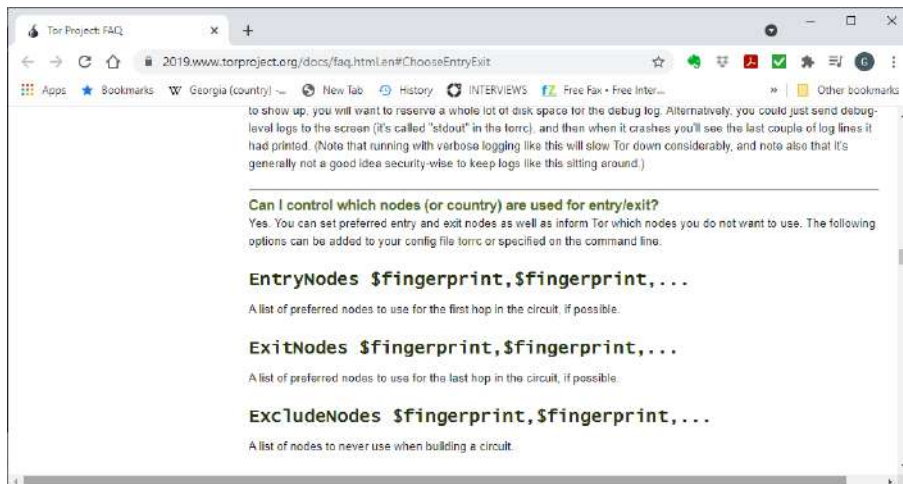 Tor Project: FAQ
2019.www.torproject.org/docs/faq.html.en#ChooseEntryExit
G
Apps Bookmarks W Georgia (country) -... New Tab History INTERVIEWS fZ Free Fax • Free Inter... » Other bookmarks
to show up, you will want to reserve a whole lot of disk space for the debug log. Alternatively, you could just send debug-
level logs to the screen (it's called "stdout" in the torrc), and then when it crashes you'll see the last couple of log lines it
had printed. (Note that running with verbose logging like this will slow Tor down considerably, and note also that it's
generally not a good idea security-wise to keep logs like this sitting around.)
Can I control which nodes (or country) are used for entry/exit?
Yes. You can set preferred entry and exit nodes as well as inform Tor which nodes you do not want to use. The following
options can be added to your config file torrc or specified on the command line.
EntryNodes $fingerprint,$fingerprint,...
A list of preferred nodes to use for the first hop in the circuit, if possible.
ExitNodes $fingerprint,$fingerprint,...
A list of preferred nodes to use for the last hop in the circuit, if possible.
ExcludeNodes $fingerprint,$fingerprint,...
A list of nodes to never use when building a circuit.